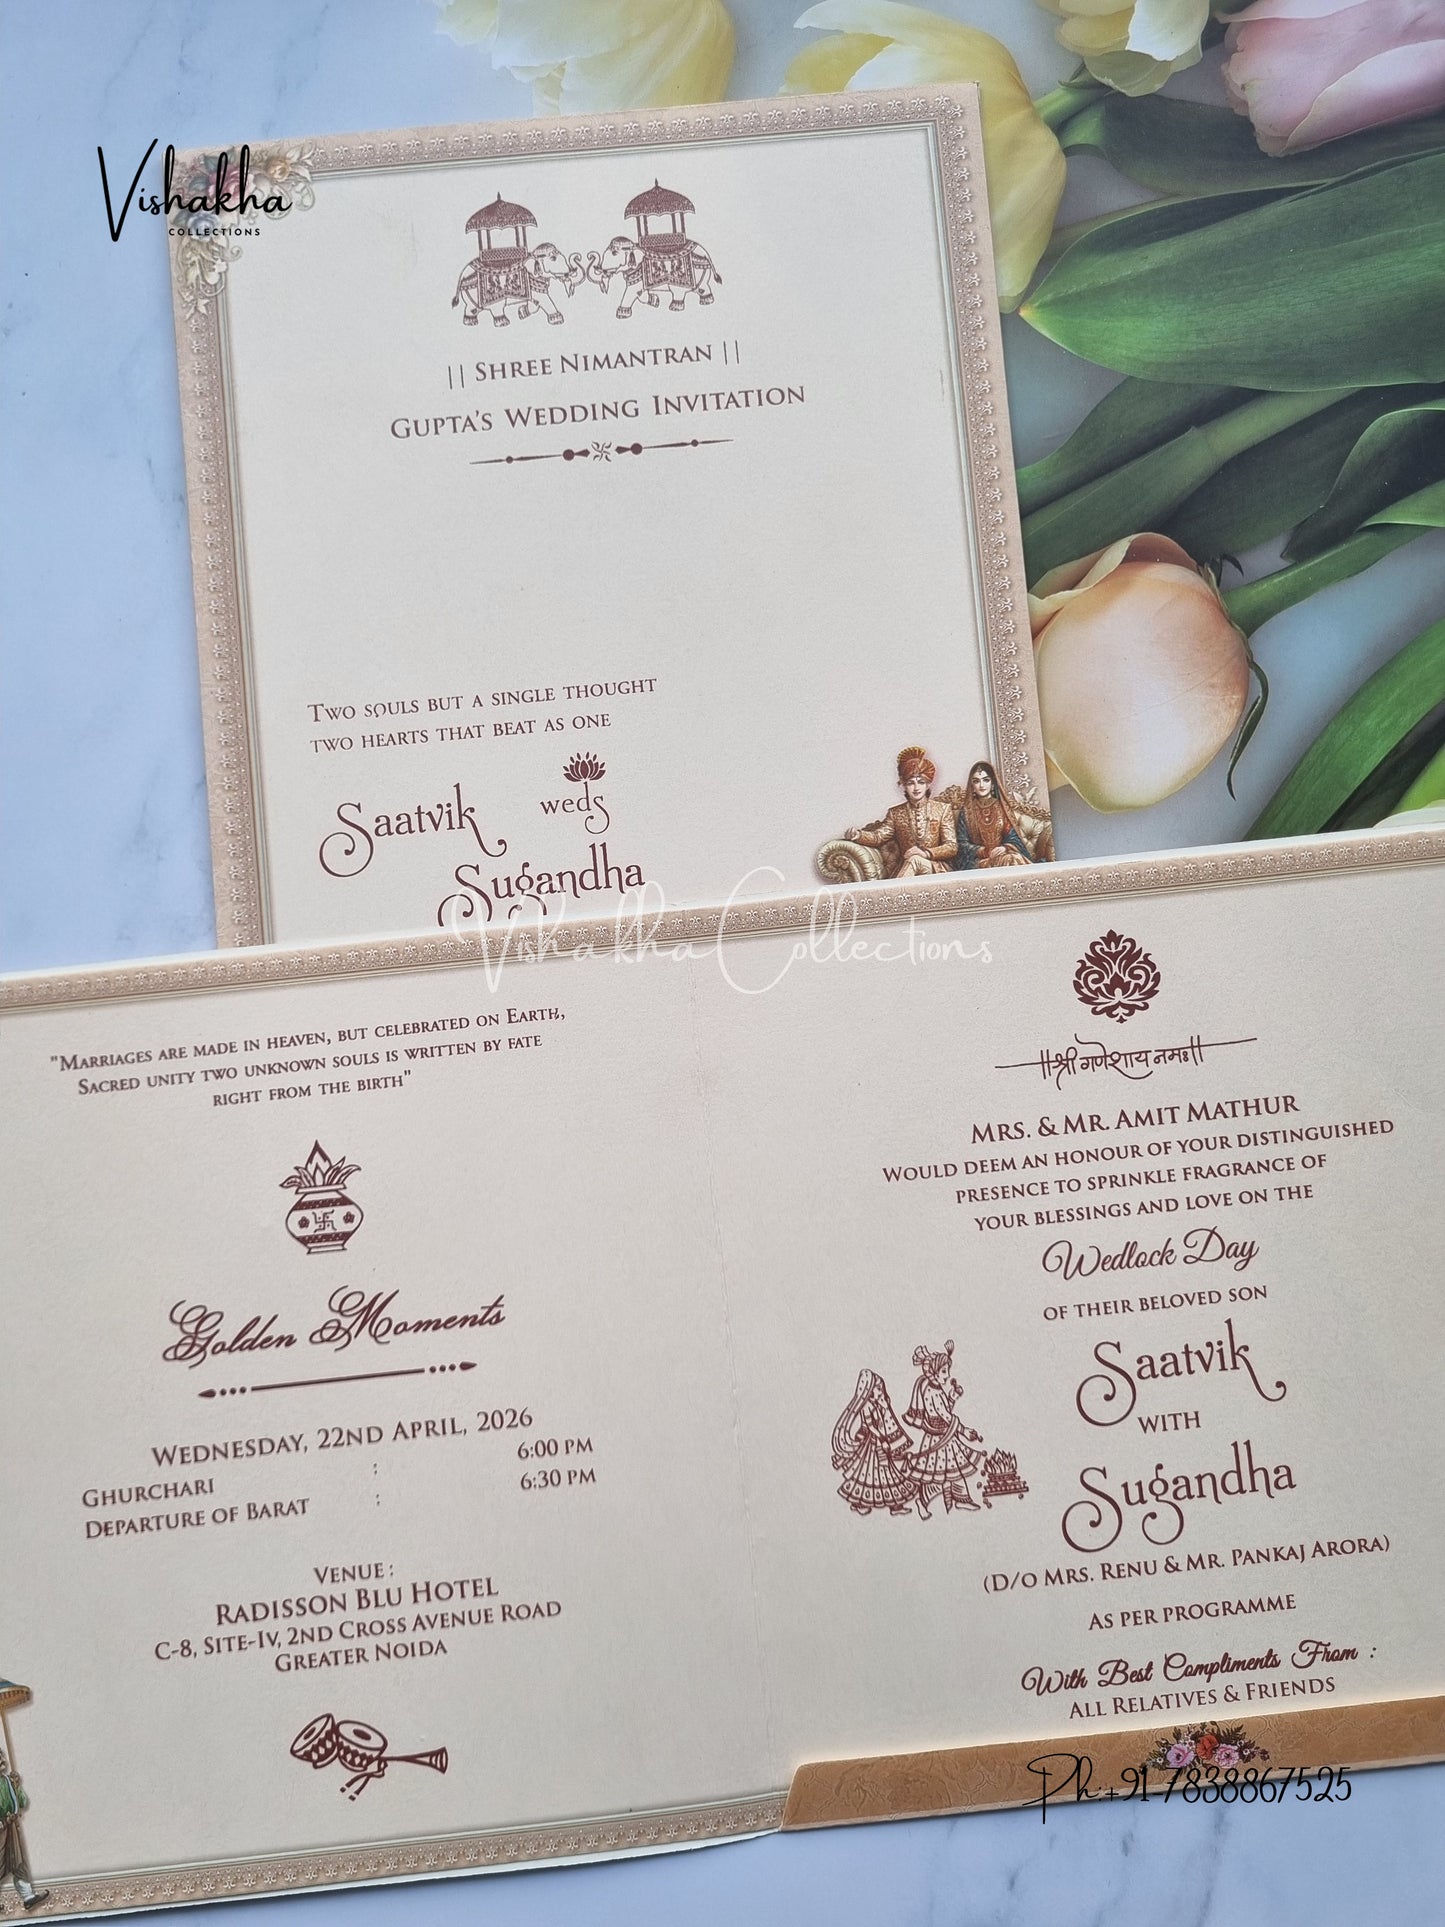 Vishakha
COLLECTIONS
|| SHREE NIMANTRAN ||
GUPTA'S WEDDING INVITATION
TWO SOULS BUT A SINGLE THOUGHT
TWO HEARTS THAT BEAT AS ONE
Saatvik weds
Sugandha
Vishakha Collections
"MARRIAGES ARE MADE IN HEAVEN, BUT CELEBRATED ON EARTH,
SACRED UNITY TWO UNKNOWN SOULS IS WRITTEN BY FATE
RIGHT FROM THE BIRTH"
Golden Moments
WEDNESDAY, 22ND APRIL, 2026
GHURCHARI : 6:00 PM
DEPARTURE OF BARAT : 6:30 PM
VENUE :
RADISSON BLU HOTEL
C-8, SITE-IV, 2ND CROSS AVENUE ROAD
GREATER NOIDA
||श्री गणेशाय नमः||
MRS. & MR. AMIT MATHUR
WOULD DEEM AN HONOUR OF YOUR DISTINGUISHED
PRESENCE TO SPRINKLE FRAGRANCE OF
YOUR BLESSINGS AND LOVE ON THE
Wedlock Day
OF THEIR BELOVED SON
Saatvik
WITH
Sugandha
(D/O MRS. RENU & MR. PANKAJ ARORA)
AS PER PROGRAMME
With Best Compliments From :
ALL RELATIVES & FRIENDS
Ph:+91-7838867525